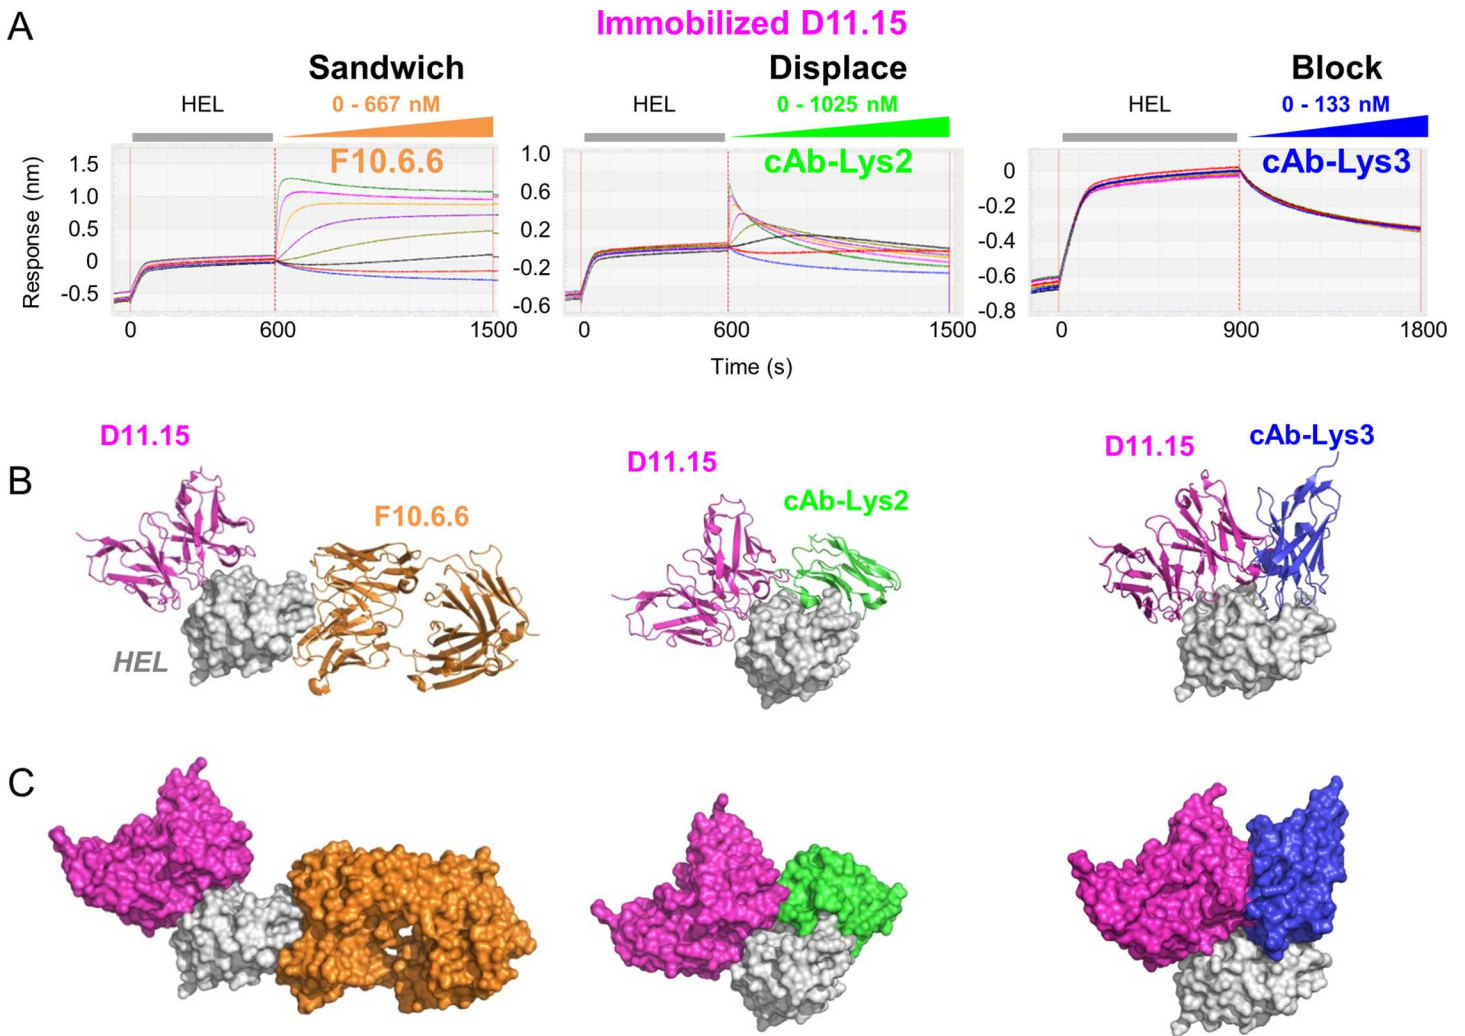 A
Immobilized D11.15
Sandwich
Displace
Block
HEL
0 - 667 nM
HEL
0 - 1025 nM
HEL
0 - 133 nM
F10.6.6
cAb-Lys2
cAb-Lys3
Response (nm)
1.5
1.0
0.5
0
-0.5
1.0
0.6
0.2
-0.2
-0.6
0
-0.2
-0.4
-0.6
-0.8
0
600
1500
0
600
1500
0
900
1800
Time (s)
B
D11.15
F10.6.6
HEL
D11.15
cAb-Lys2
D11.15
cAb-Lys3
C